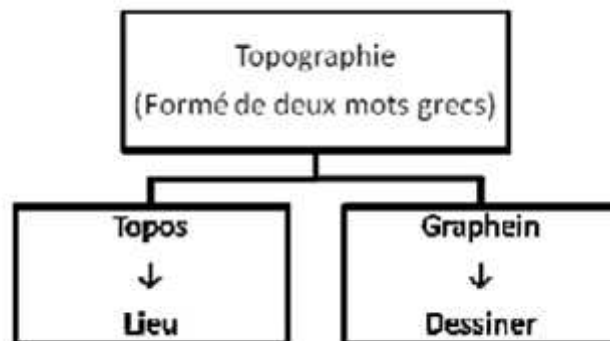 Topographie
(Formé de deux mots grecs)
Topos
↓
Lieu
Graphein
↓
Dessiner